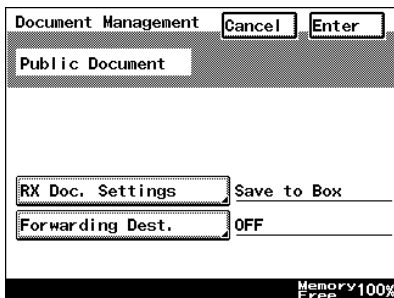 Document Management Cancel Enter
Public Document
RX Doc. Settings Save to Box
Forwarding Dest. OFF
Memory Free 100%